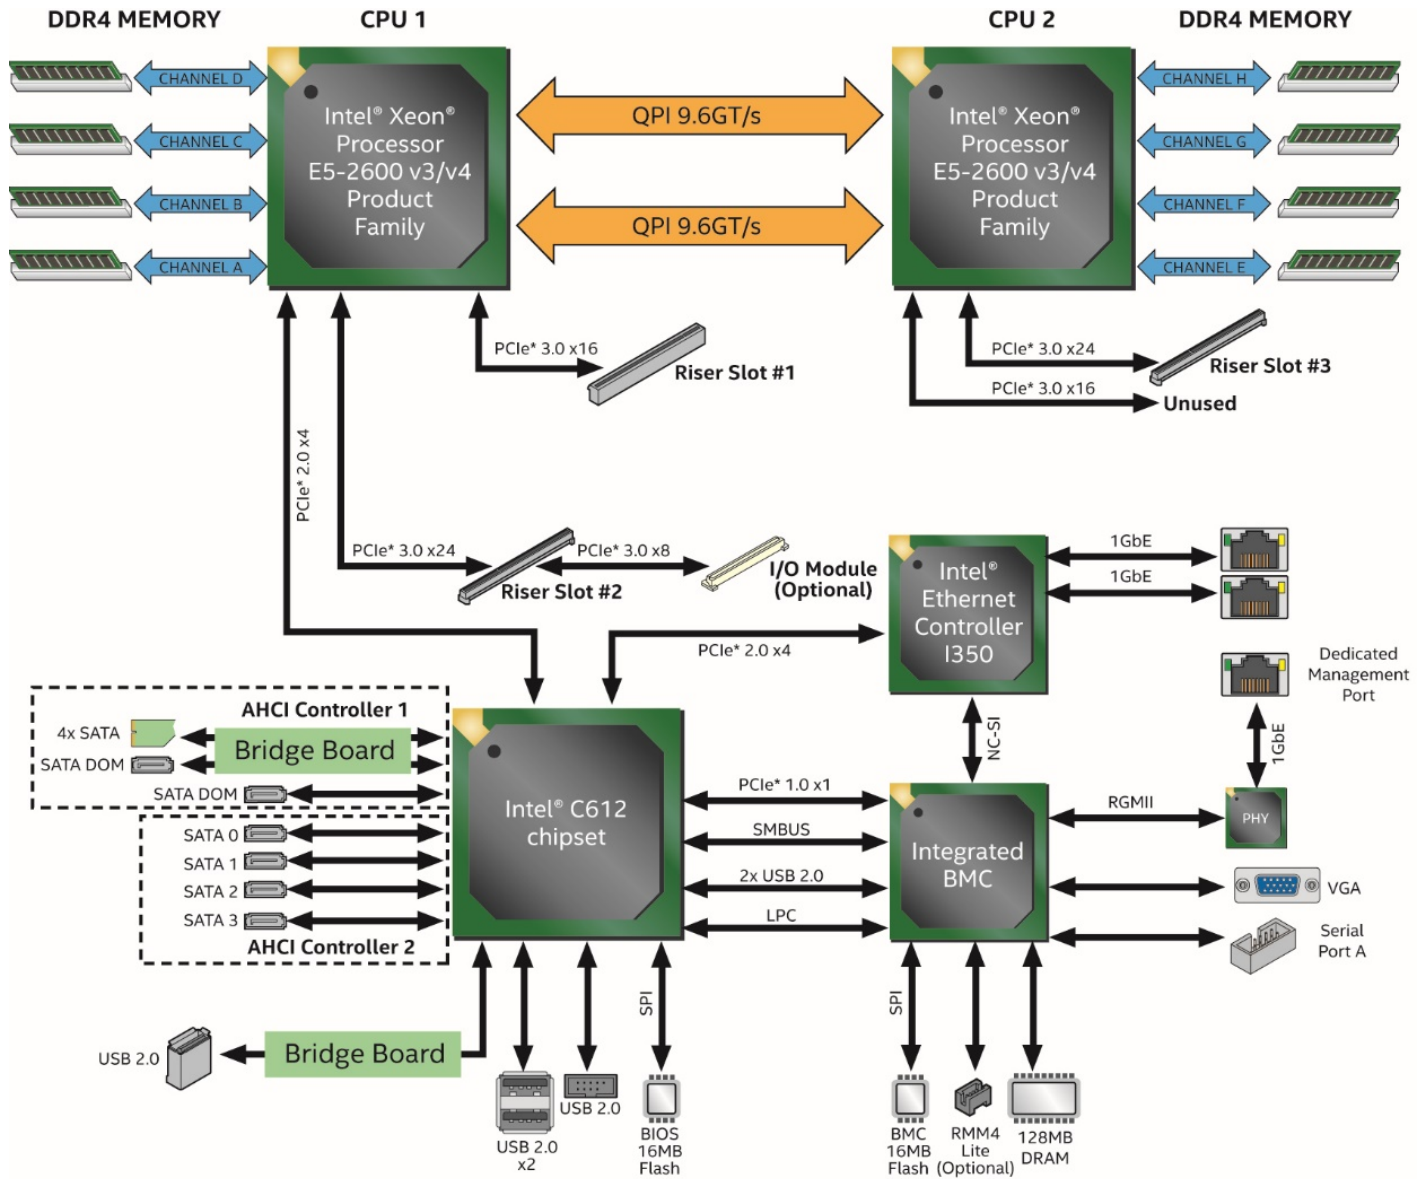 DDR4 MEMORY
CPU 1
CPU 2
DDR4 MEMORY
CHANNEL D
CHANNEL C
CHANNEL B
CHANNEL A
Intel® Xeon®
Processor
E5-2600 v3/v4
Product
Family
QPI 9.6GT/s
QPI 9.6GT/s
Intel® Xeon®
Processor
E5-2600 v3/v4
Product
Family
CHANNEL H
CHANNEL G
CHANNEL F
CHANNEL E
PCIe* 3.0 x16
Riser Slot #1
PCIe* 3.0 x24
Riser Slot #3
PCIe* 3.0 x16
Unused
PCIe* 2.0 x4
PCIe* 3.0 x24
Riser Slot #2
PCIe* 3.0 x8
I/O Module
(Optional)
PCIe* 2.0 x4
Intel®
Ethernet
Controller
I350
1GbE
1GbE
Dedicated
Management
Port
1GbE
NC-SI
AHCI Controller 1
4x SATA
Bridge Board
SATA DOM
SATA DOM
SATA 0
SATA 1
SATA 2
SATA 3
AHCI Controller 2
Intel® C612
chipset
PCIe* 1.0 x1
SMBUS
2x USB 2.0
LPC
Integrated
BMC
RGMII
PHY
VGA
Serial
Port A
USB 2.0
Bridge Board
USB 2.0
x2
USB 2.0
SPI
BIOS
16MB
Flash
SPI
BMC
16MB
Flash
RMM4
Lite
(Optional)
128MB
DRAM